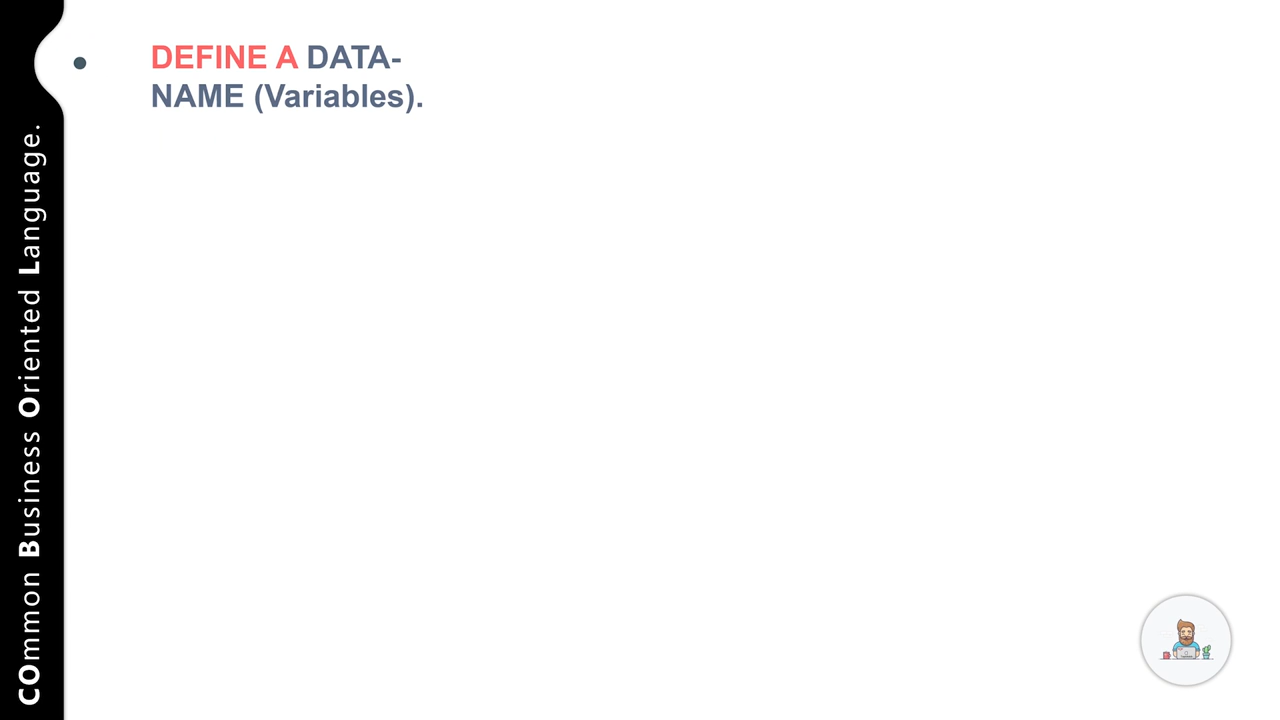 DEFINE A DATA-
NAME (Variables).
COmmon Business Oriented Language.